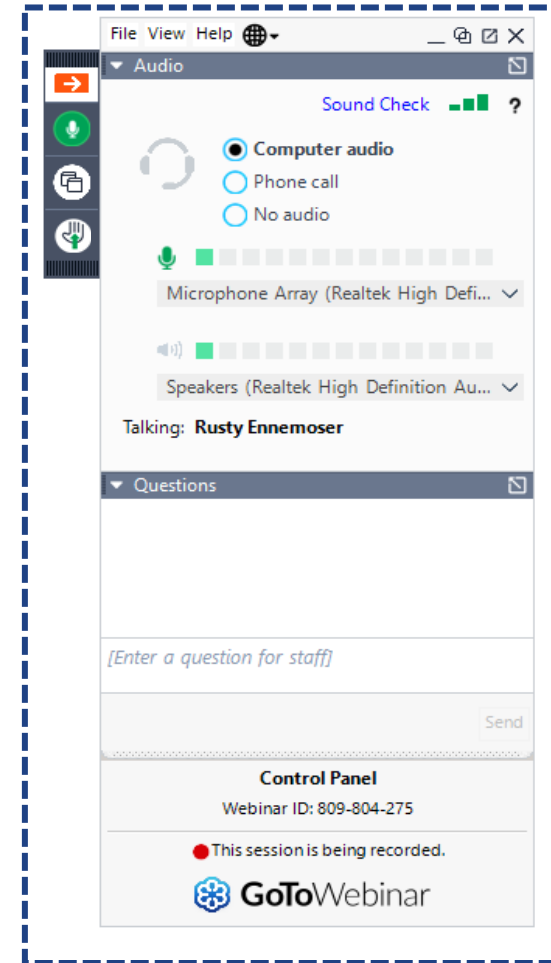 File View Help
Audio
Sound Check ?
Computer audio
Phone call
No audio
Microphone Array (Realtek High Defi...
Speakers (Realtek High Definition Au...
Talking: Rusty Ennemoser
Questions
[Enter a question for staff]
Send
Control Panel
Webinar ID: 809-804-275
This session is being recorded.
GoToWebinar